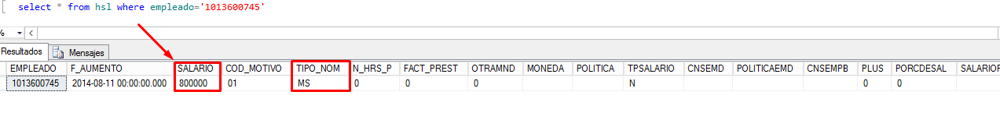 select * from hsl where empleado='1013600745'
%
Resultados Mensajes
EMPLEADO F_AUMENTO SALARIO COD_MOTIVO TIPO_NOM N_HRS_P FACT_PREST OTRAMND MONEDA POLITICA TPSALARIO CNSEMD POLITICAEMD CNSEMPB PLUS PORCDESAL SALARIOF
1013600745 2014-08-11 00:00:00.000 800000 01 MS 0 0 0 N 0 0